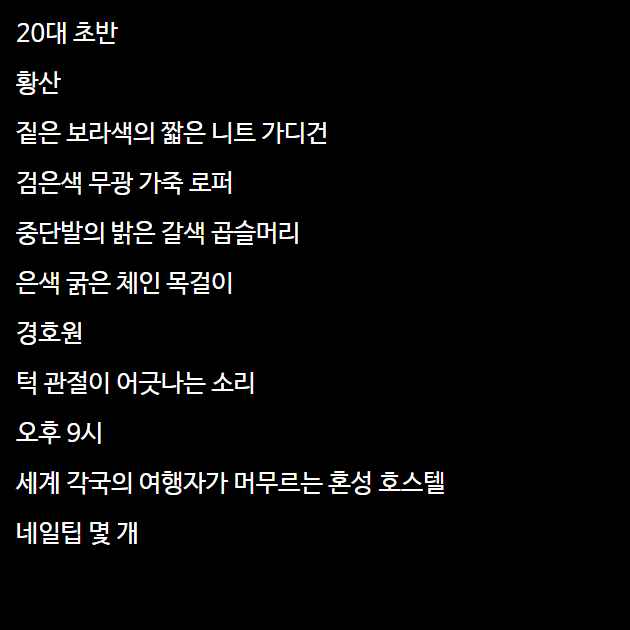 20대 초반
황산
짙은 보라색의 짧은 니트 가디건
검은색 무광 가죽 로퍼
중단발의 밝은 갈색 곱슬머리
은색 굵은 체인 목걸이
경호원
턱 관절이 어긋나는 소리
오후 9시
세계 각국의 여행자가 머무르는 혼성 호스텔
네일팁 몇 개